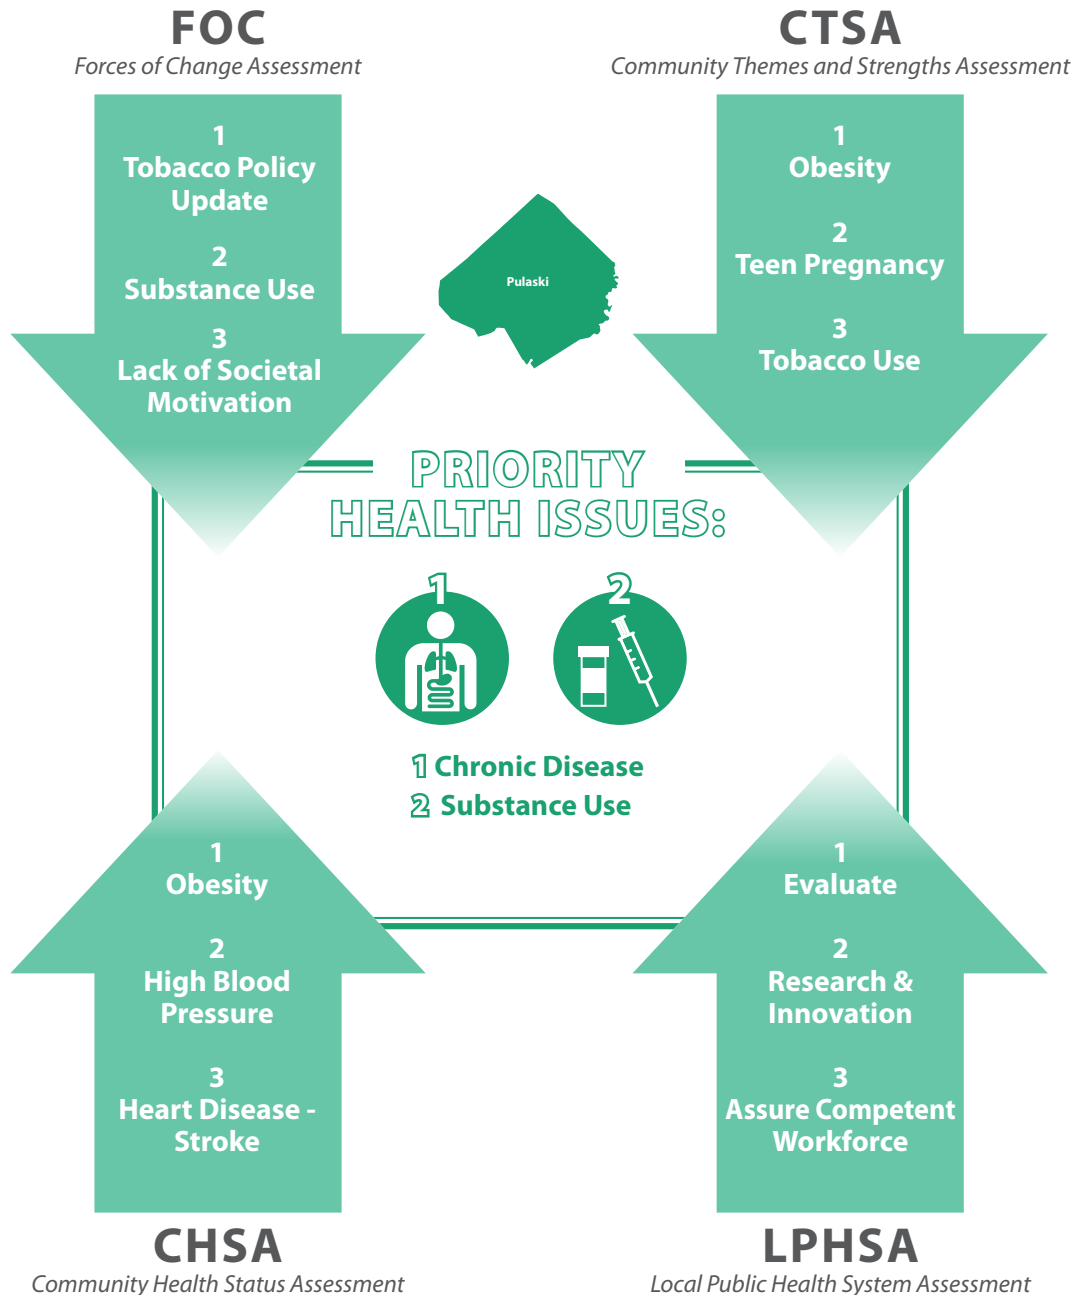 FOC
Forces of Change Assessment
1
Tobacco Policy
Update
2
Substance Use
3
Lack of Societal
Motivation
CTSA
Community Themes and Strengths Assessment
1
Obesity
2
Teen Pregnancy
3
Tobacco Use
Pulaski
PRIORITY
HEALTH ISSUES:
1
2
1 Chronic Disease
2 Substance Use
1
Obesity
2
High Blood
Pressure
3
Heart Disease -
Stroke
CHSA
Community Health Status Assessment
1
Evaluate
2
Research &
Innovation
3
Assure Competent
Workforce
LPHSA
Local Public Health System Assessment